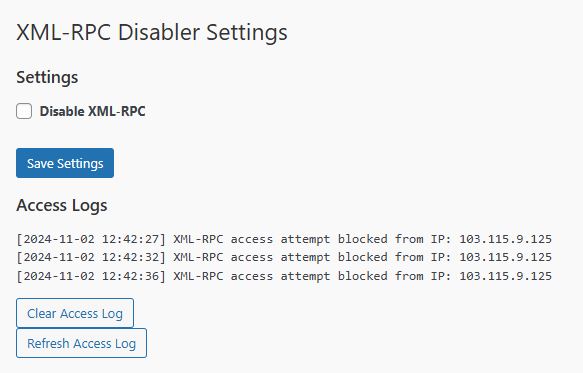 XML-RPC Disabler Settings
Settings
Disable XML-RPC
Save Settings
Access Logs
[2024-11-02 12:42:27] XML-RPC access attempt blocked from IP: 103.115.9.125
[2024-11-02 12:42:32] XML-RPC access attempt blocked from IP: 103.115.9.125
[2024-11-02 12:42:36] XML-RPC access attempt blocked from IP: 103.115.9.125
Clear Access Log
Refresh Access Log